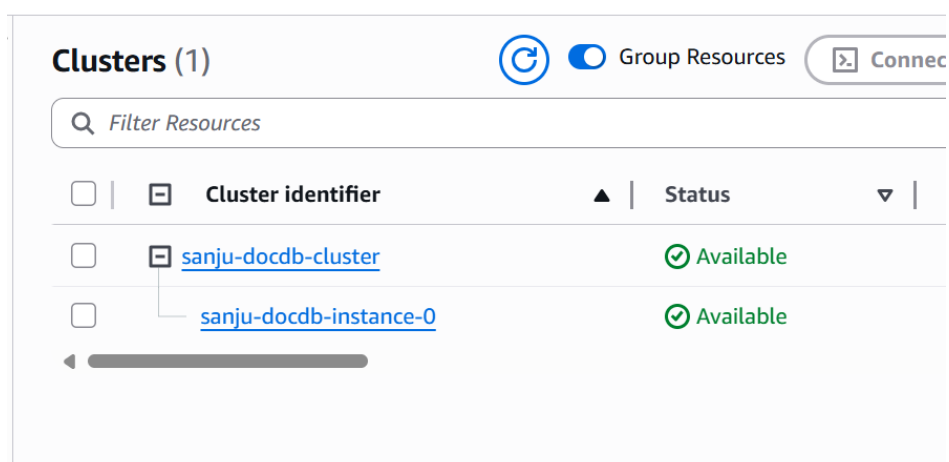 Clusters (1)
Group Resources
Connec
Filter Resources
Cluster identifier Status
sanju-docdb-cluster Available
sanju-docdb-instance-0 Available